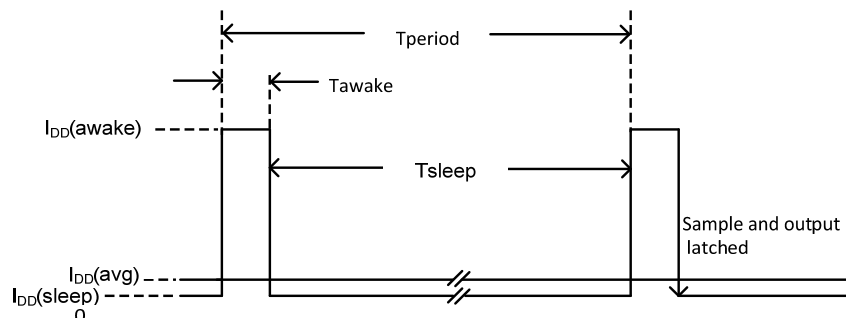 Tperiod
Tawake
I_DD(awake)
Tsleep
Sample and output
latched
I_DD(avg)
I_DD(sleep)
0